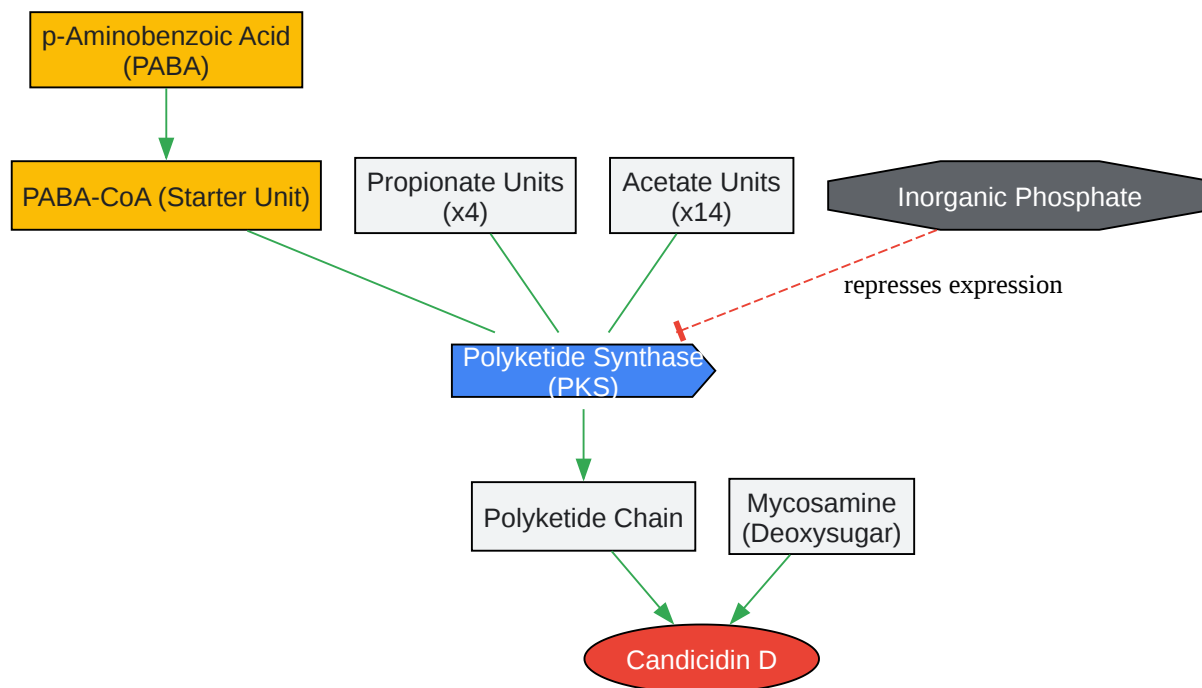 p-Aminobenzoic Acid
(PABA)
PABA-CoA (Starter Unit)
Propionate Units
(x4)
Acetate Units
(x14)
Inorganic Phosphate
represses expression
Polyketide Synthase
(PKS)
Polyketide Chain
Mycosamine
(Deoxysugar)
Candicidin D